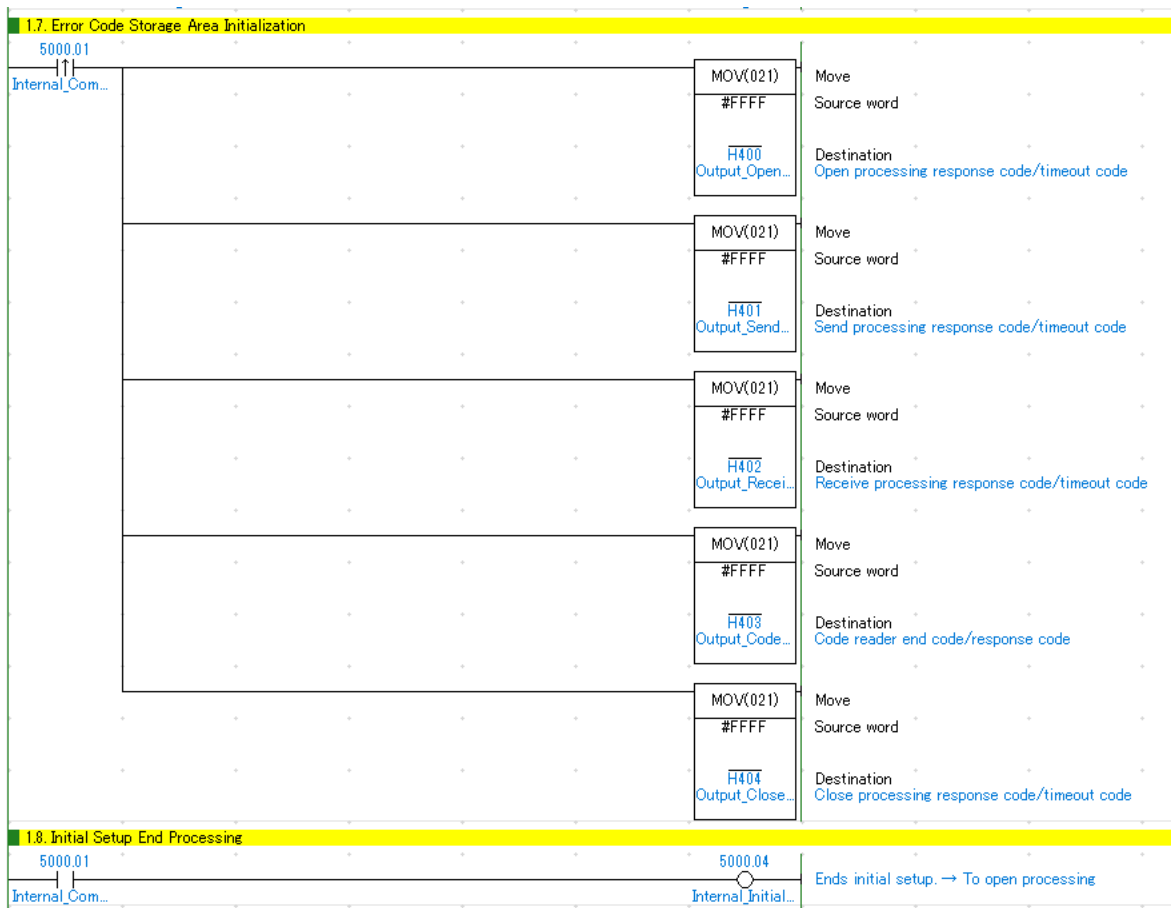 1.7. Error Code Storage Area Initialization
5000.01
Internal_Com...
MOV(021) Move
#FFFF Source word
H400 Destination
Output_Open... Open processing response code/timeout code
MOV(021) Move
#FFFF Source word
H401 Destination
Output_Send... Send processing response code/timeout code
MOV(021) Move
#FFFF Source word
H402 Destination
Output_Recei... Receive processing response code/timeout code
MOV(021) Move
#FFFF Source word
H403 Destination
Output_Code... Code reader end code/response code
MOV(021) Move
#FFFF Source word
H404 Destination
Output_Close... Close processing response code/timeout code
1.8. Initial Setup End Processing
5000.01 5000.04
Ends initial setup. → To open processing
Internal_Com... Internal_Initial...